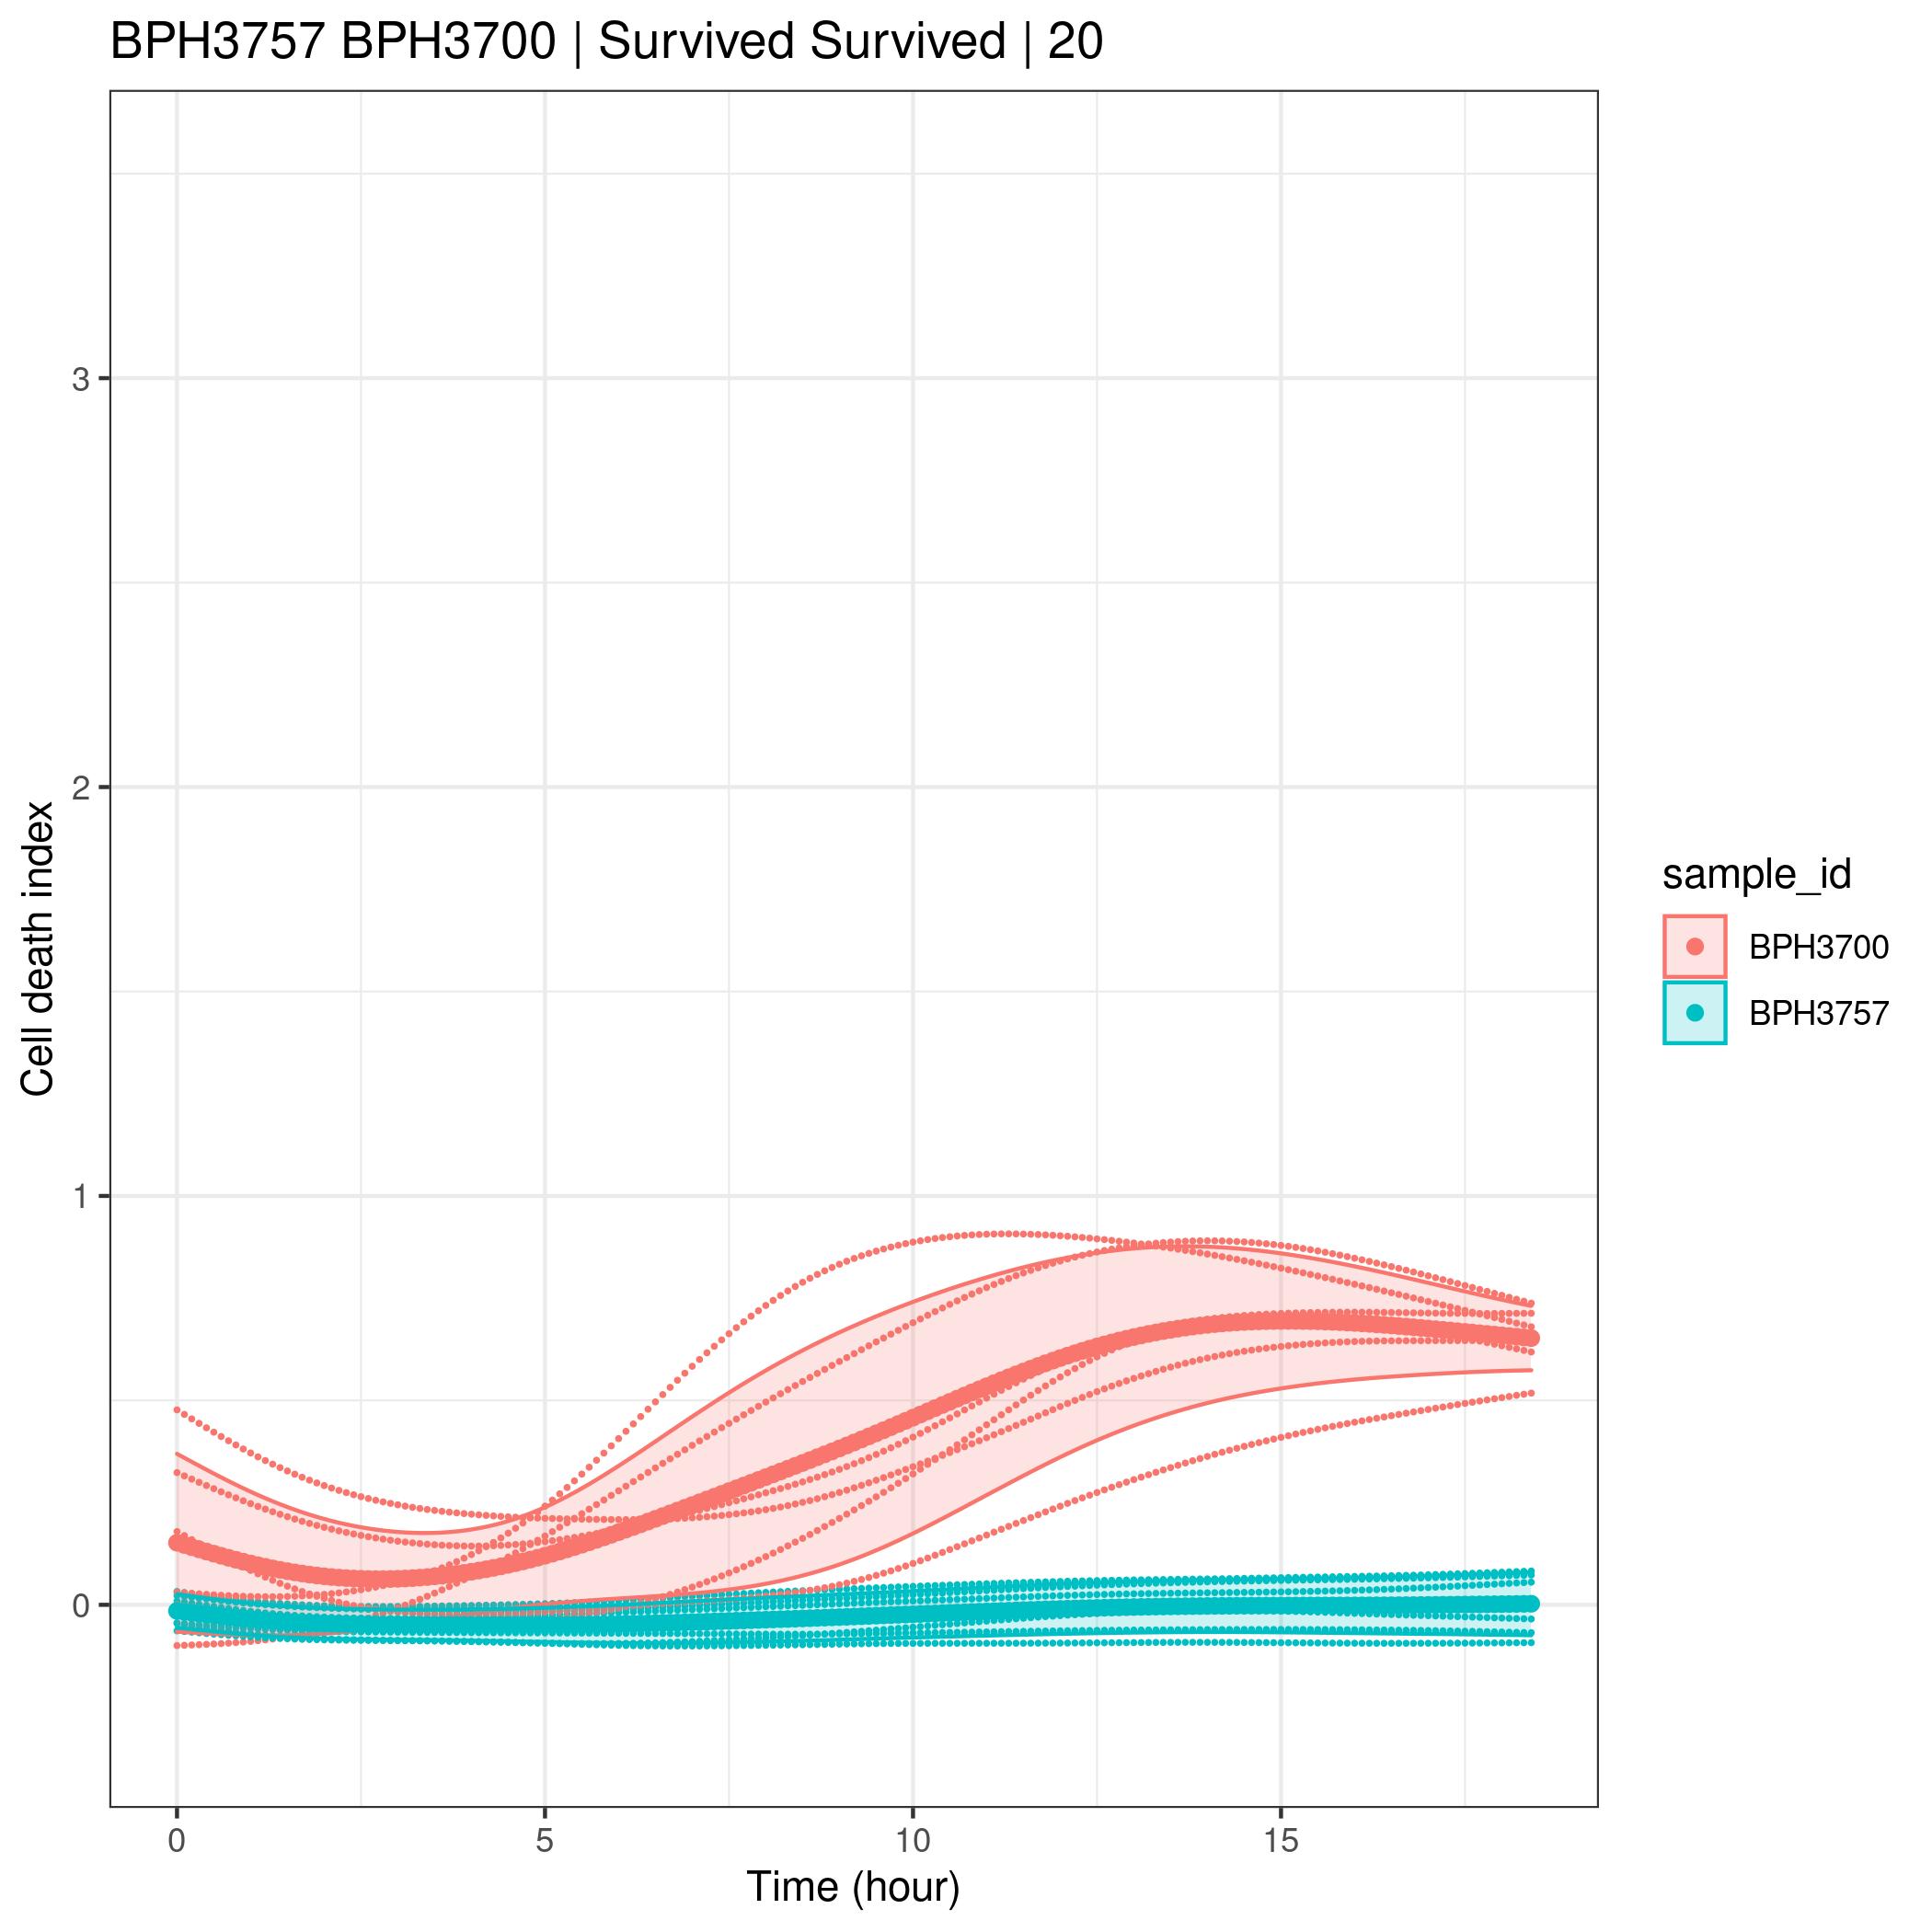 BPH3757 BPH3700 | Survived Survived | 20
Cell death index
3
2
1
0
0 5 10 15
Time (hour)
sample_id
BPH3700
BPH3757